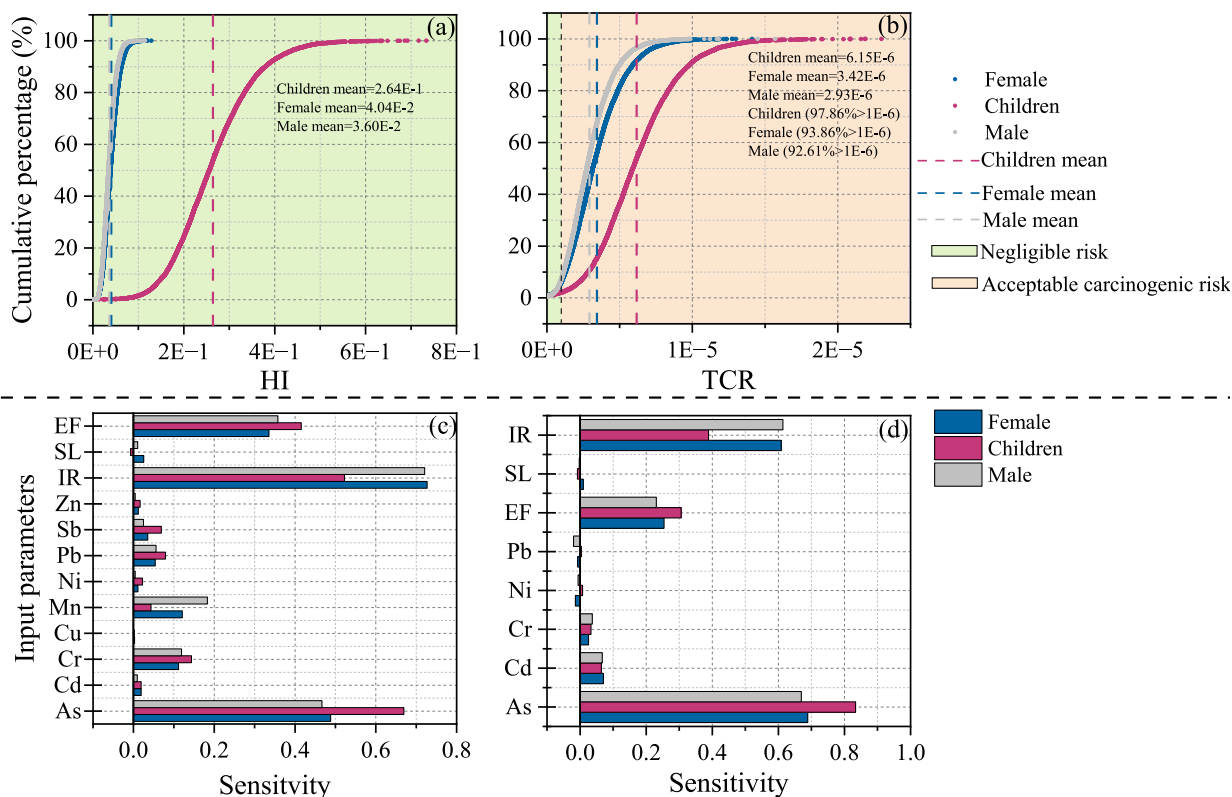 (a)
Cumulative percentage (%)
100
80
60
40
20
0
Children mean=2.64E-1
Female mean=4.04E-2
Male mean=3.60E-2
0E+0
2E−1
4E−1
6E−1
8E−1
HI
(b)
100
80
60
40
20
0
Children mean=6.15E-6
Female mean=3.42E-6
Male mean=2.93E-6
Children (97.86%>1E-6)
Female (93.86%>1E-6)
Male (92.61%>1E-6)
0E+0
1E−5
2E−5
TCR
Female
Children
Male
Children mean
Female mean
Male mean
Negligible risk
Acceptable carcinogenic risk
(c)
Input parameters
EF
SL
IR
Zn
Sb
Pb
Ni
Mn
Cu
Cr
Cd
As
0.0
0.2
0.4
0.6
0.8
Sensitvity
(d)
IR
SL
EF
Pb
Ni
Cr
Cd
As
0.0
0.2
0.4
0.6
0.8
1.0
Sensitivity
Female
Children
Male